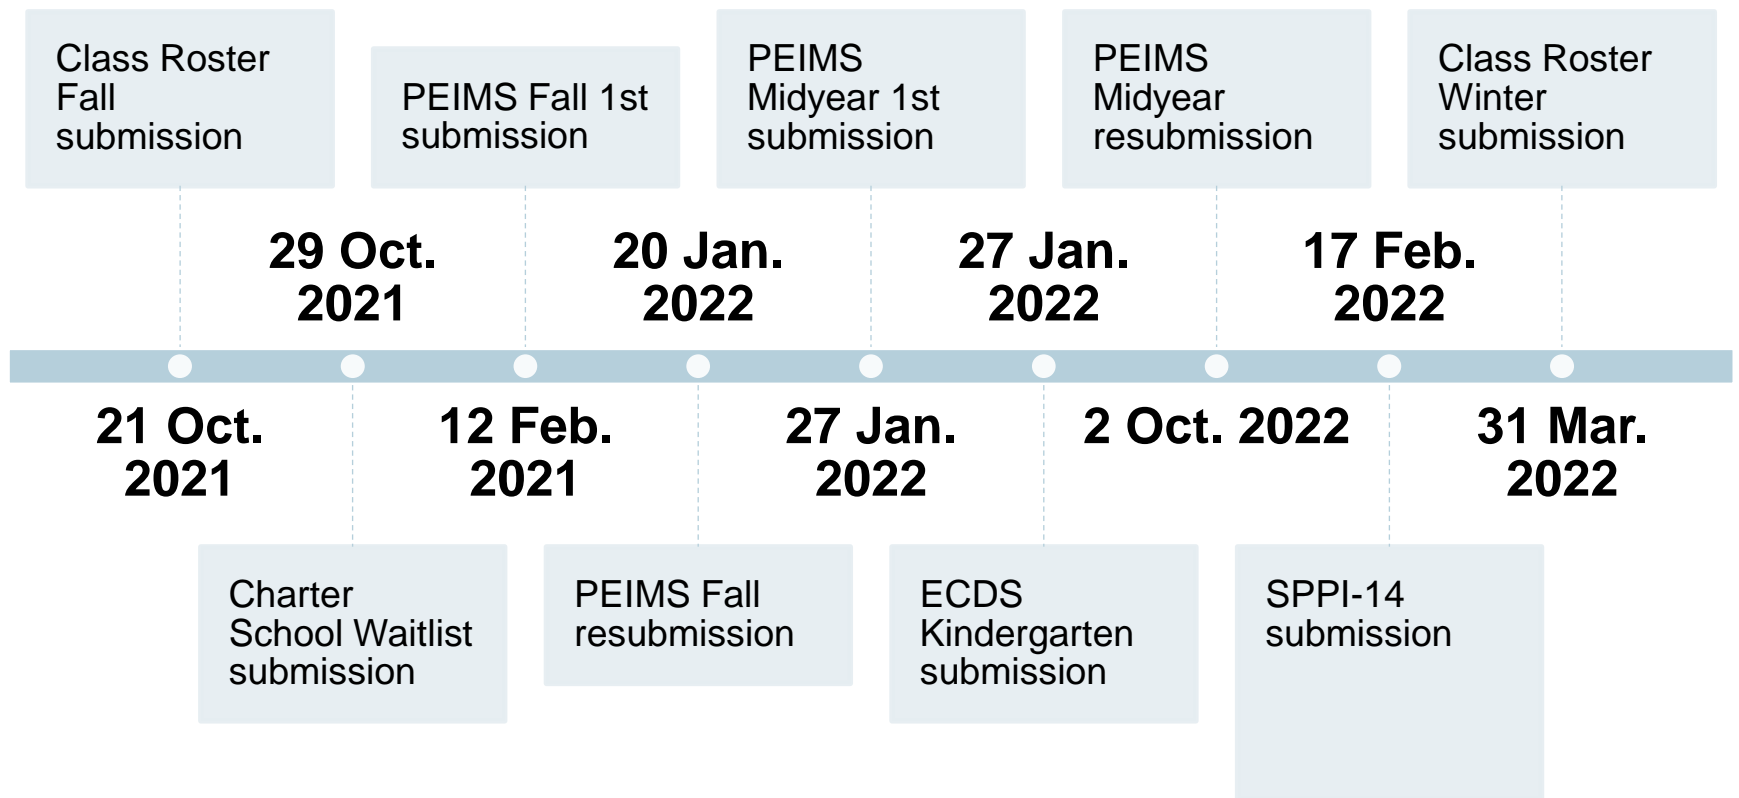 Class Roster
Fall
submission
PEIMS Fall 1st
submission
PEIMS
Midyear 1st
submission
PEIMS
Midyear
resubmission
Class Roster
Winter
submission
29 Oct.
2021
20 Jan.
2022
27 Jan.
2022
17 Feb.
2022
21 Oct.
2021
12 Feb.
2021
27 Jan.
2022
2 Oct. 2022
31 Mar.
2022
Charter
School Waitlist
submission
PEIMS Fall
resubmission
ECDS
Kindergarten
submission
SPPI-14
submission